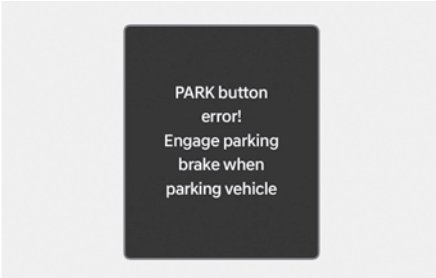 PARK button
error!
Engage parking
brake when
parking vehicle